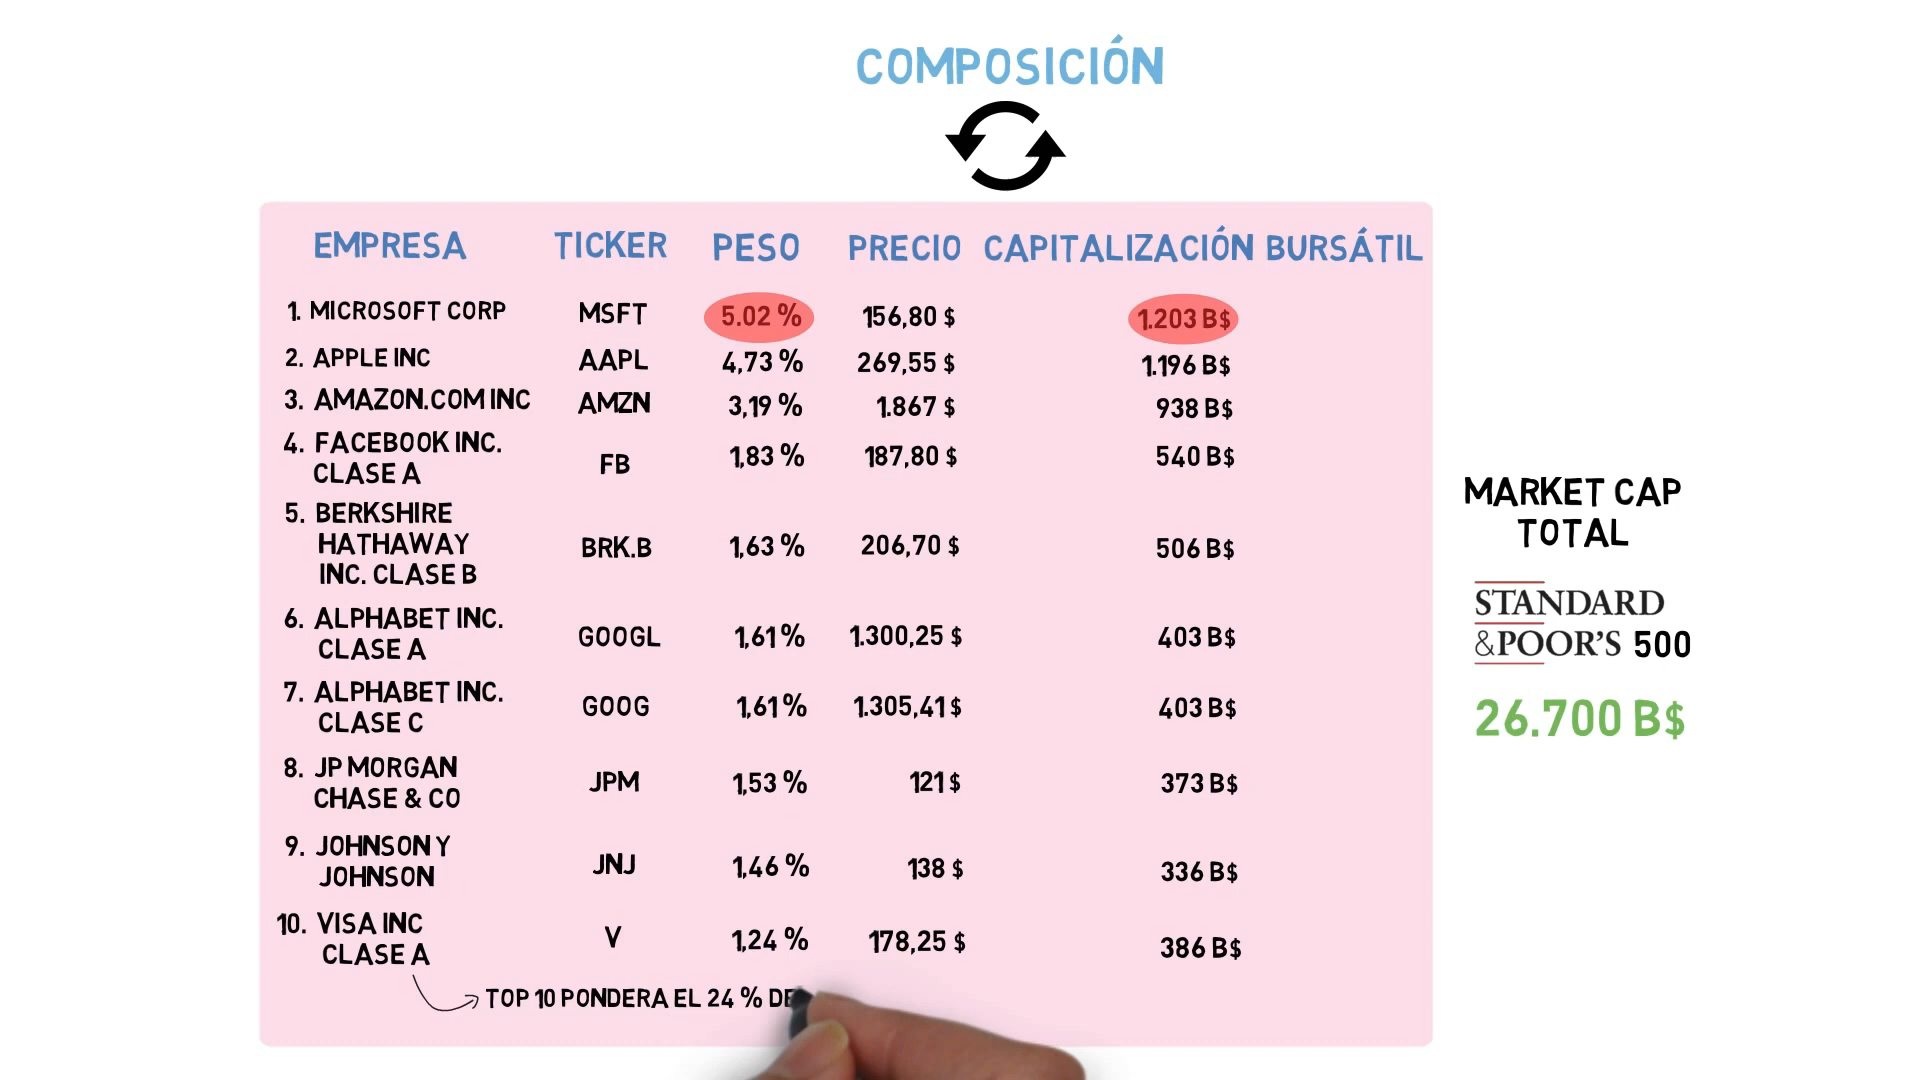 COMPOSICIÓN
EMPRESA TICKER PESO PRECIO CAPITALIZACIÓN BURSÁTIL
1. MICROSOFT CORP MSFT 5.02 % 156,80 $ 1.203 B$
2. APPLE INC AAPL 4,73 % 269,55 $ 1.196 B$
3. AMAZON.COM INC AMZN 3,19 % 1.867 $ 938 B$
4. FACEBOOK INC.
CLASE A FB 1,83 % 187,80 $ 540 B$
5. BERKSHIRE
HATHAWAY BRK.B 1,63 % 206,70 $ 506 B$
INC. CLASE B
6. ALPHABET INC.
CLASE A GOOGL 1,61 % 1.300,25 $ 403 B$
7. ALPHABET INC.
CLASE C GOOG 1,61 % 1.305,41 $ 403 B$
8. JP MORGAN
CHASE & CO JPM 1,53 % 121 $ 373 B$
9. JOHNSON Y
JOHNSON JNJ 1,46 % 138 $ 336 B$
10. VISA INC
CLASE A V 1,24 % 178,25 $ 386 B$
TOP 10 PONDERA EL 24 % DE
MARKET CAP
TOTAL
STANDARD
&POOR'S 500
26.700 B$